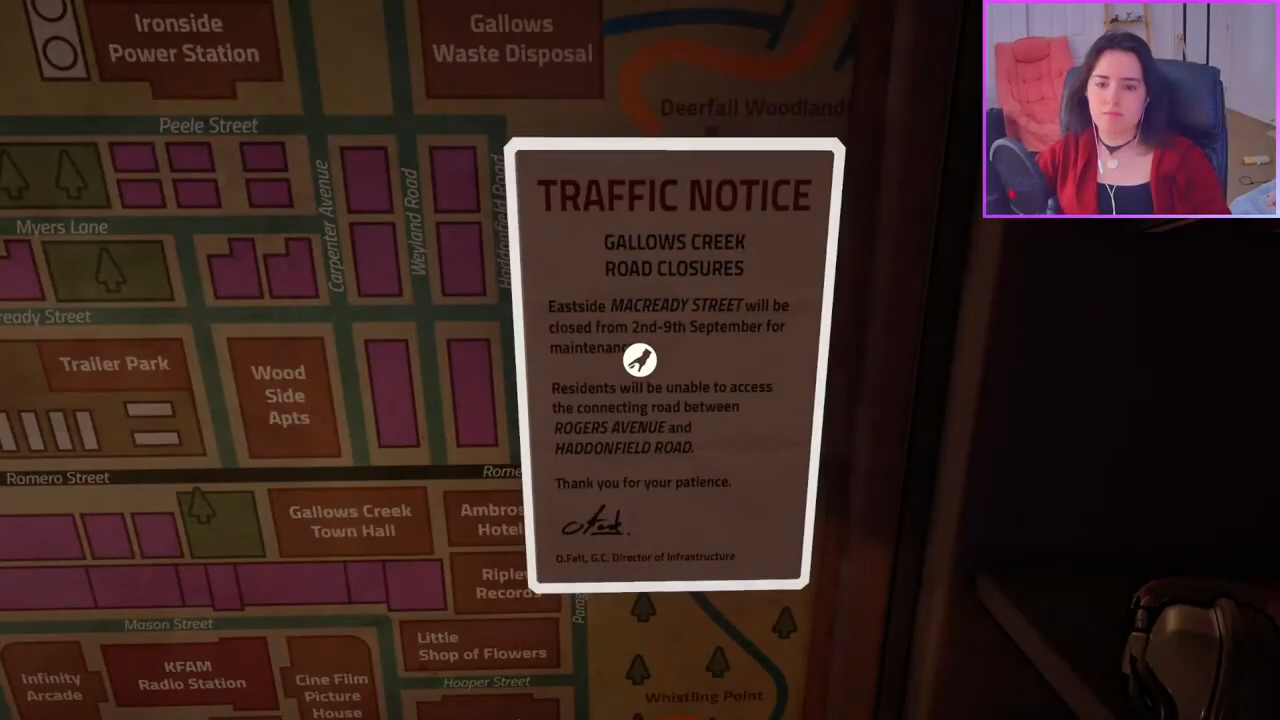 Ironside
Power Station
Gallows
Waste Disposal
Deerfall Woodland
Peele Street
Carpenter Avenue
Weyland Road
Haddonfield Road
Myers Lane
ready Street
Trailer Park
Wood
Side
Apts
TRAFFIC NOTICE
GALLOWS CREEK
ROAD CLOSURES
Eastside MACREADY STREET will be
closed from 2nd-9th September for
maintenanc
Residents will be unable to access
the connecting road between
ROGERS AVENUE and
HADDONFIELD ROAD.
Thank you for your patience.
O.Felt, G.C. Director of Infrastructure
Romero Street
Rome
Gallows Creek
Town Hall
Ambros
Hotel
Ripley
Records
Parag
Mason Street
Little
Shop of Flowers
Hooper Street
Infinity
Arcade
KFAM
Radio Station
Cine Film
Picture
House
Whistling Point